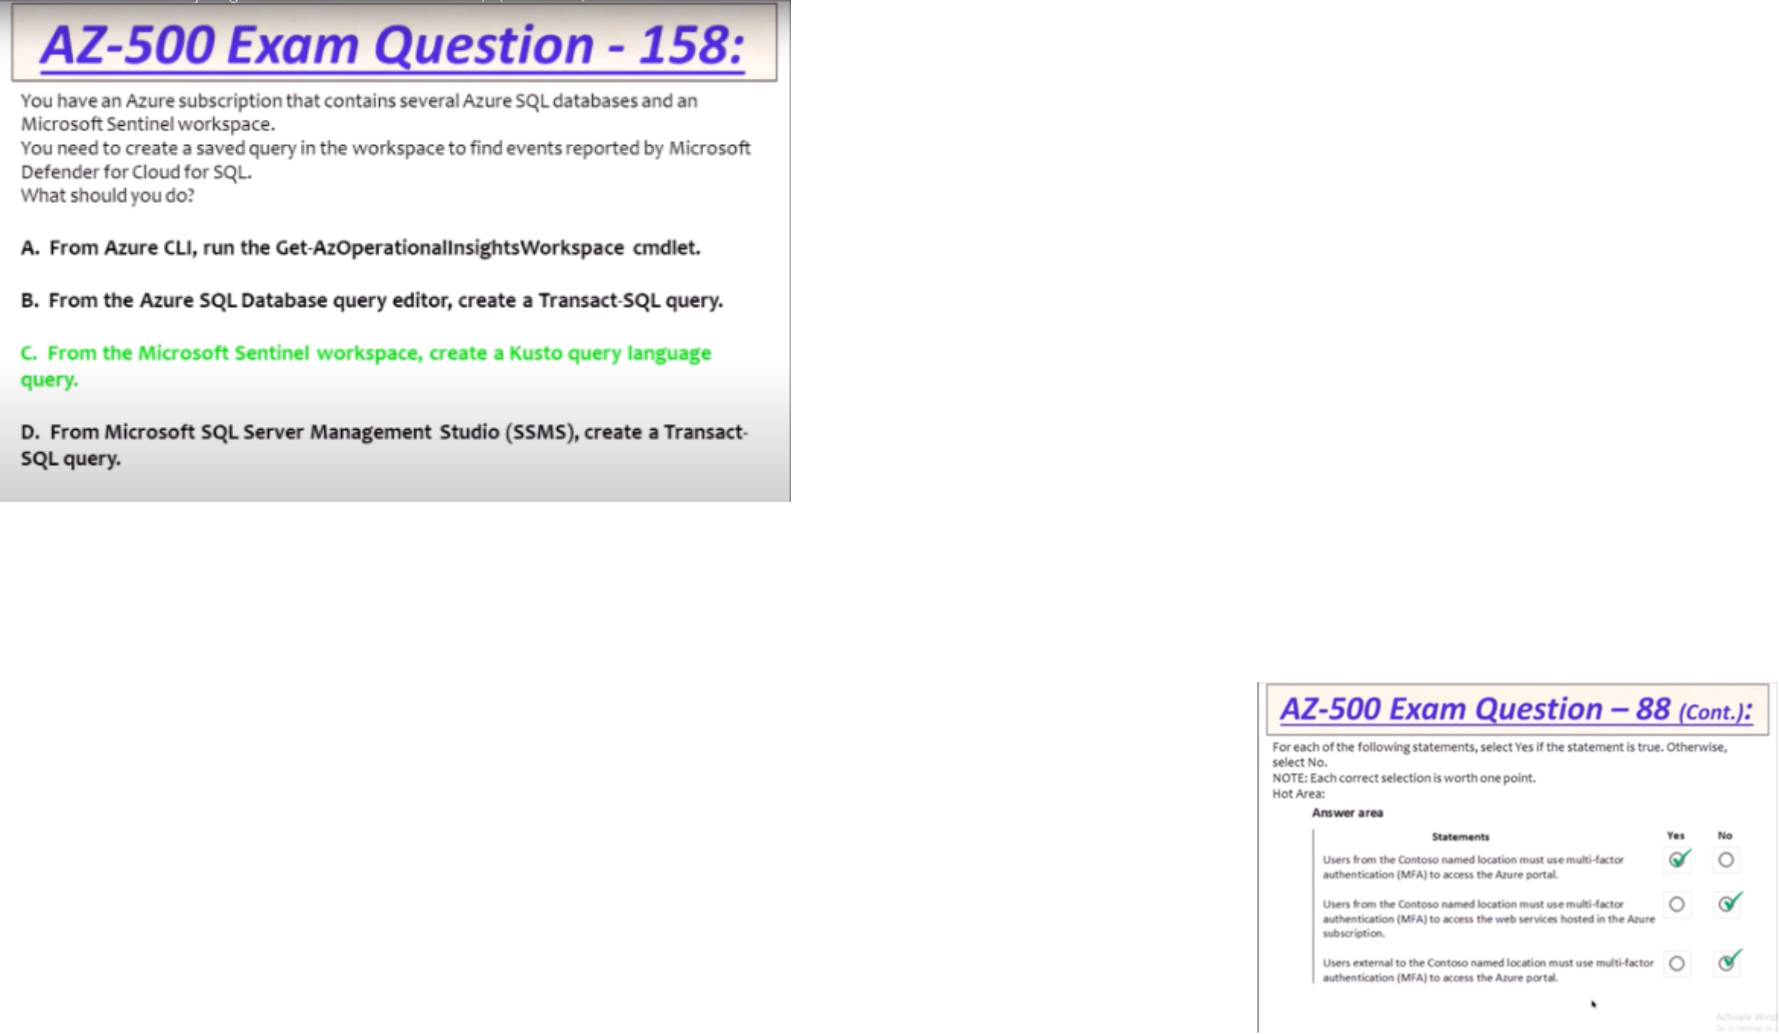 AZ-500 Exam Question - 158:
You have an Azure subscription that contains several Azure SQL databases and an
Microsoft Sentinel workspace.
You need to create a saved query in the workspace to find events reported by Microsoft
Defender for Cloud for SQL.
What should you do?
A. From Azure CLI, run the Get-AzOperationalInsightsWorkspace cmdlet.
B. From the Azure SQL Database query editor, create a Transact-SQL query.
C. From the Microsoft Sentinel workspace, create a Kusto query language
query.
D. From Microsoft SQL Server Management Studio (SSMS), create a Transact-
SQL query.
AZ-500 Exam Question – 88 (Cont.):
For each of the following statements, select Yes if the statement is true. Otherwise,
select No.
NOTE: Each correct selection is worth one point.
Hot Area:
Answer area
Statements Yes No
Users from the Contoso named location must use multi-factor
authentication (MFA) to access the Azure portal.
Users from the Contoso named location must use multi-factor
authentication (MFA) to access the web services hosted in the Azure
subscription.
Users external to the Contoso named location must use multi-factor
authentication (MFA) to access the Azure portal.
Activate Wind